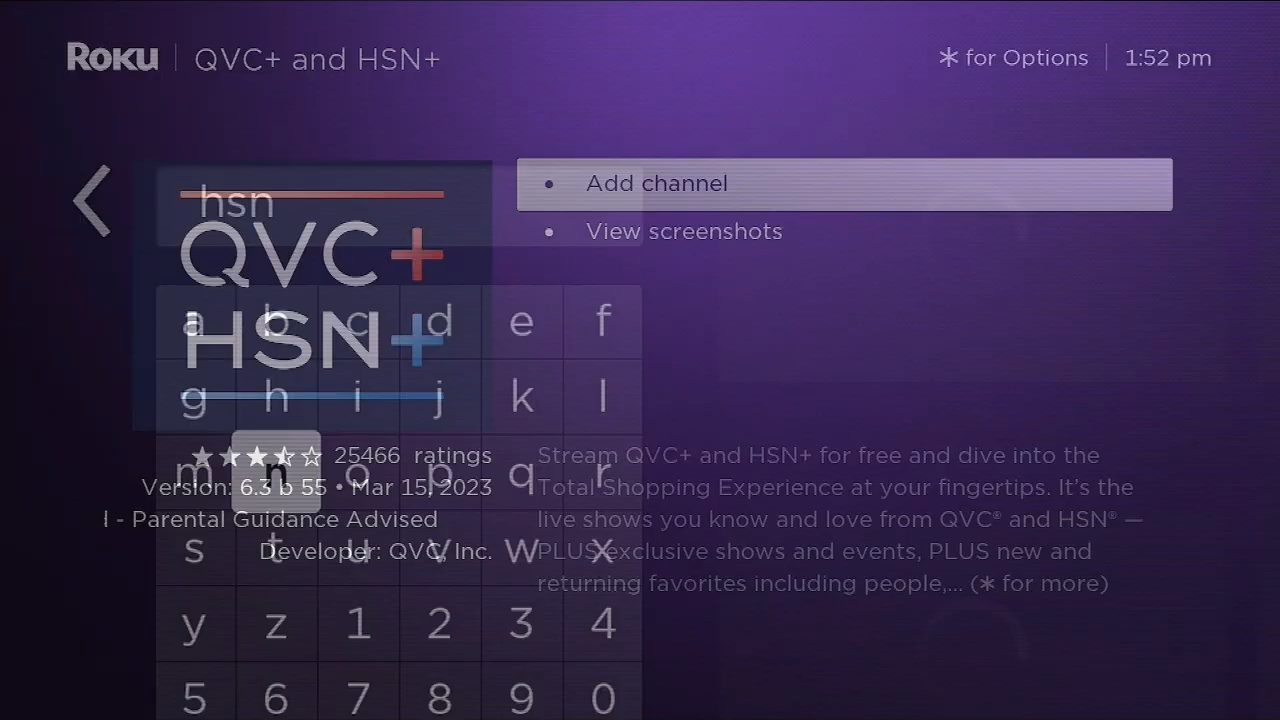 Roku
QVC+ and HSN+
* for Options
1:52 pm
hsn
QVC+
HSN+
Add channel
View screenshots
a b c d e f
g h i j k l
m n o p q r
s t u v w x
y z 1 2 3 4
5 6 7 8 9 0
25466 ratings
Version: 6.3 b 55 • Mar 15, 2023
l - Parental Guidance Advised
Developer: QVC, Inc.
Stream QVC+ and HSN+ for free and dive into the
Total Shopping Experience at your fingertips. It's the
live shows you know and love from QVC® and HSN® —
PLUS exclusive shows and events, PLUS new and
returning favorites including people,... (* for more)